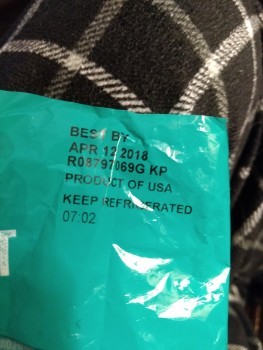 BEST BY
APR 12 2018
R08797069G KP
PRODUCT OF USA
KEEP REFRIGERATED
07:02